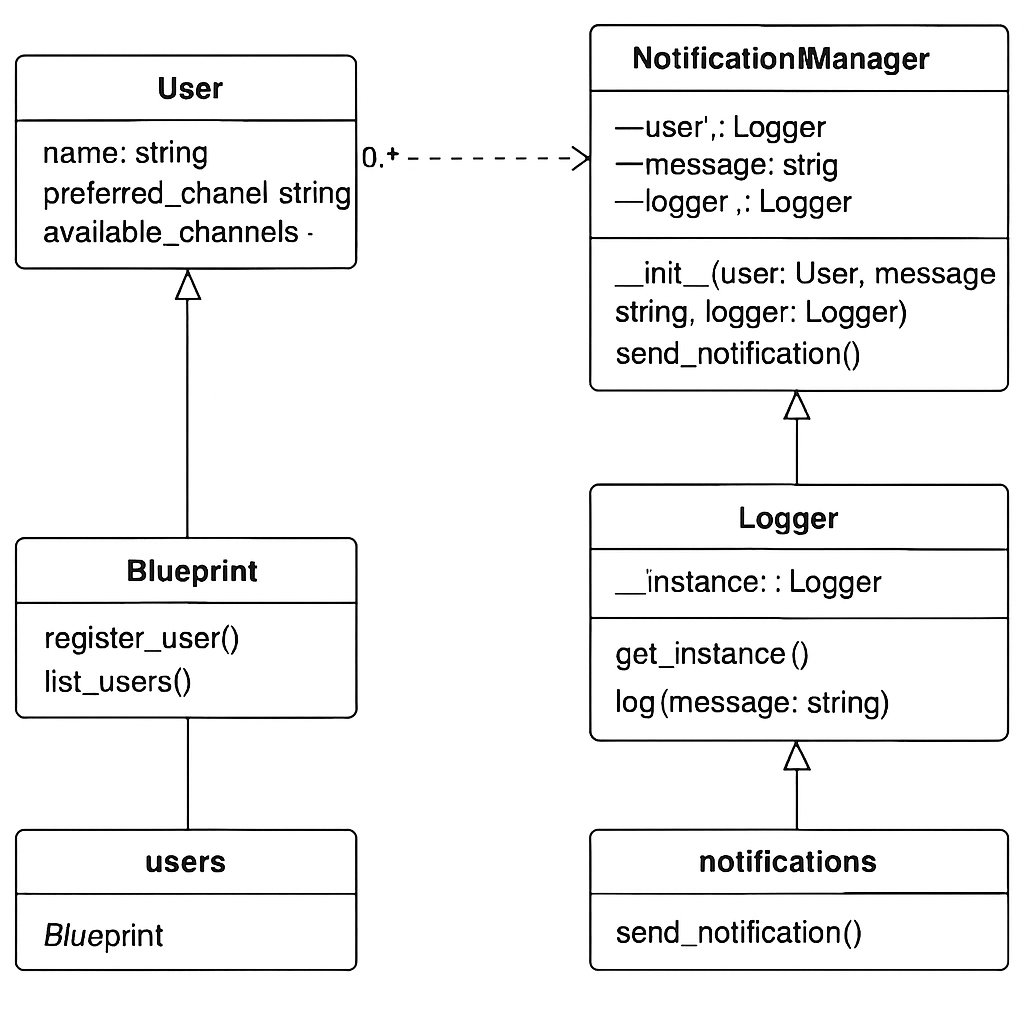 User
name: string
preferred_chanel string
available_channels -
0.+
NotificationMManager
—user',: Logger
—message: strig
—logger ,: Logger
__init__(user: User, message
string, logger: Logger)
send_notification()
Blueprint
register_user()
list_users()
Logger
__instance: : Logger
get_instance ()
log (message: string)
users
Blueprint
notifications
send_notification()